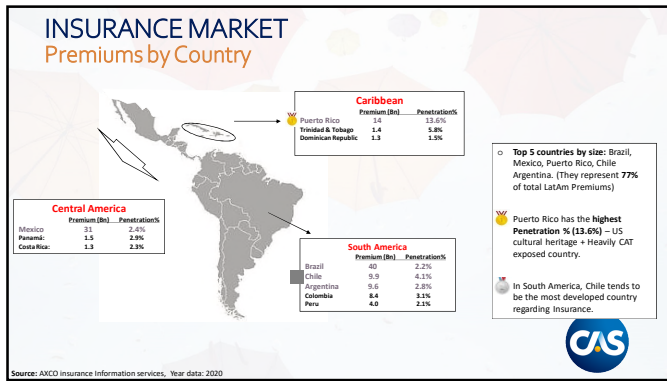 INSURANCE MARKET
Premiums by Country
Caribbean
Premium (Bn) Penetration%
Puerto Rico 14 13.6%
Trinidad & Tobago 1.4 5.8%
Dominican Republic 1.3 1.5%
Central America
Premium (Bn) Penetration%
Mexico 31 2.4%
Panamá: 1.5 2.9%
Costa Rica: 1.3 2.3%
South America
Premium (Bn) Penetration%
Brazil 40 2.2%
Chile 9.9 4.1%
Argentina 9.6 2.8%
Colombia 8.4 3.1%
Peru 4.0 2.1%
o Top 5 countries by size: Brazil,
Mexico, Puerto Rico, Chile
Argentina. (They represent 77%
of total LatAm Premiums)
Puerto Rico has the highest
Penetration % (13.6%) – US
cultural heritage + Heavily CAT
exposed country.
In South America, Chile tends to
be the most developed country
regarding Insurance.
CAS
Source: AXCO insurance Information services, Year data: 2020